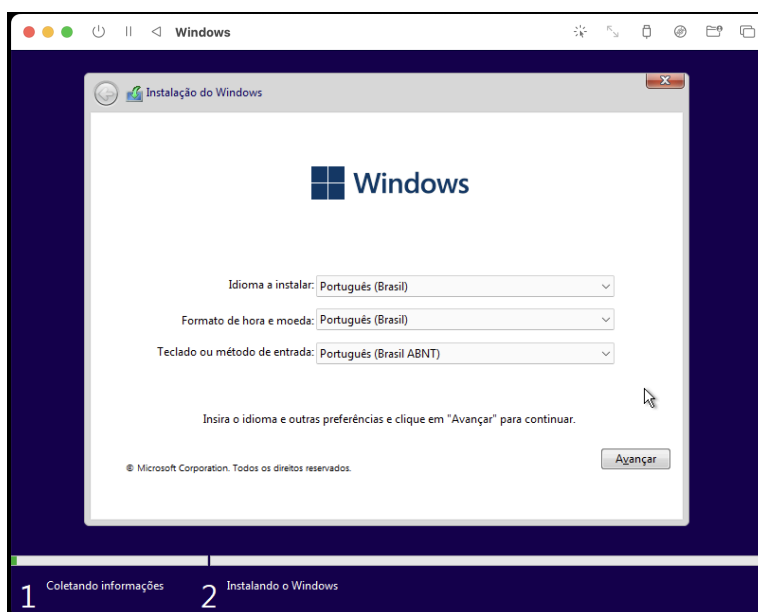 Windows
Instalação do Windows
Windows
Idioma a instalar: Português (Brasil)
Formato de hora e moeda: Português (Brasil)
Teclado ou método de entrada: Português (Brasil ABNT)
Insira o idioma e outras preferências e clique em "Avançar" para continuar.
Avançar
© Microsoft Corporation. Todos os direitos reservados.
1 Coletando informações 2 Instalando o Windows